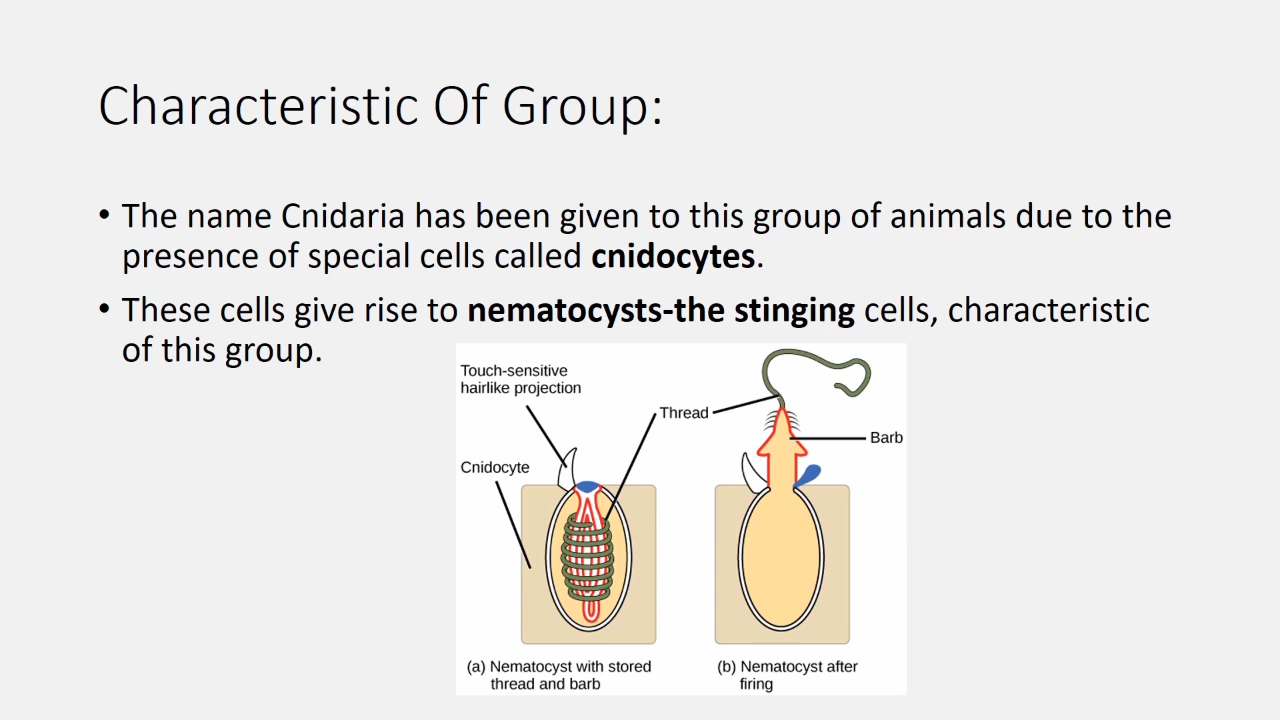 Characteristic Of Group:
• The name Cnidaria has been given to this group of animals due to the
presence of special cells called cnidocytes.
• These cells give rise to nematocysts-the stinging cells, characteristic
of this group.
Touch-sensitive
hairlike projection
Thread
Barb
Cnidocyte
(a) Nematocyst with stored
thread and barb
(b) Nematocyst after
firing